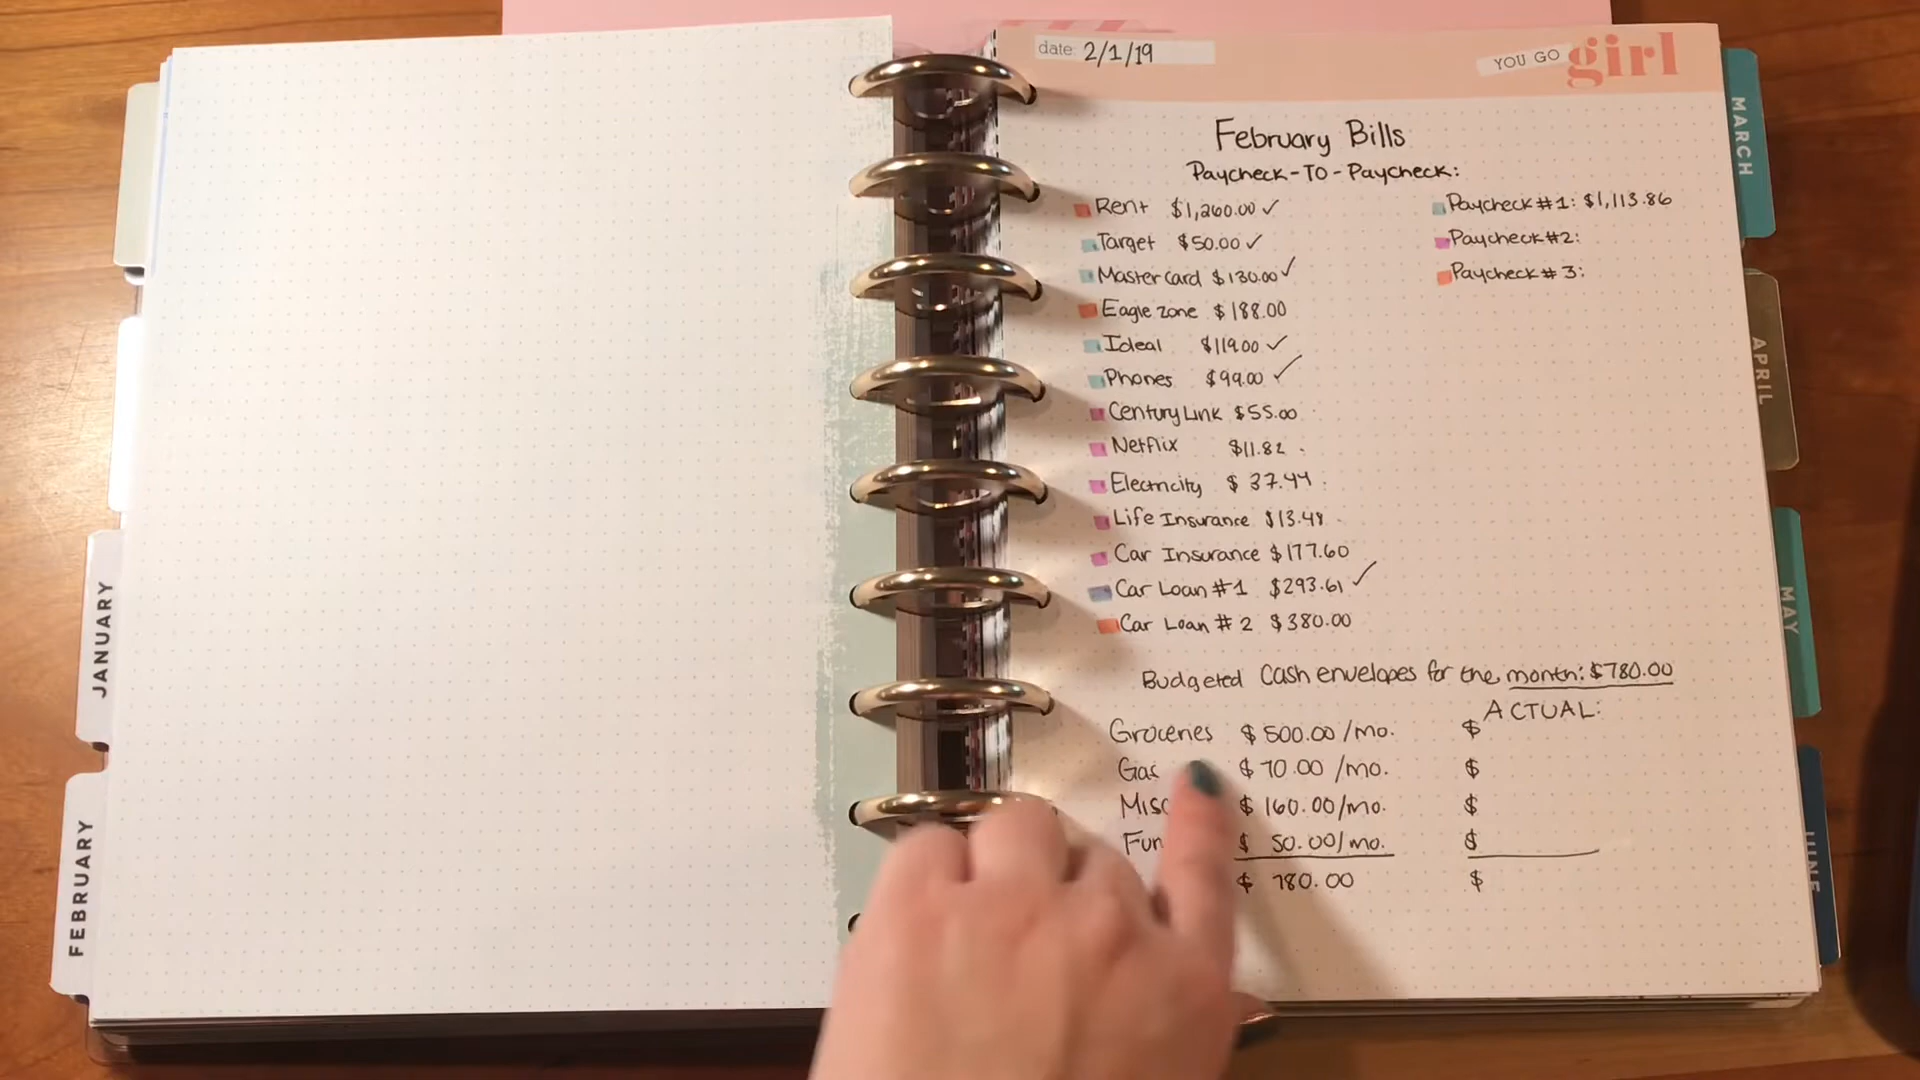 date: 2/1/19
YOU GO girl
February Bills
Paycheck-TO-Paycheck:
Rent $1,260.00 ✓
Target $50.00 ✓
Mastercard $130.00 ✓
Eagle zone $188.00
Ideal $119.00 ✓
Phones $99.00 ✓
Century Link $55.00
Netflix $11.82
Electricity $37.44
Life Insurance $13.48
Car Insurance $177.60
Car Loan #1 $293.61 ✓
Car Loan #2 $380.00
Paycheck #1: $1,113.86
Paycheck #2:
Paycheck #3:
Budgeted Cash envelopes for the month: $780.00
ACTUAL:
Groceries $500.00/mo. $
Gas $70.00/mo. $
Misc $160.00/mo. $
Fun $50.00/mo. $
$780.00 $
JANUARY
FEBRUARY
MARCH
APRIL
MAY
JUNE